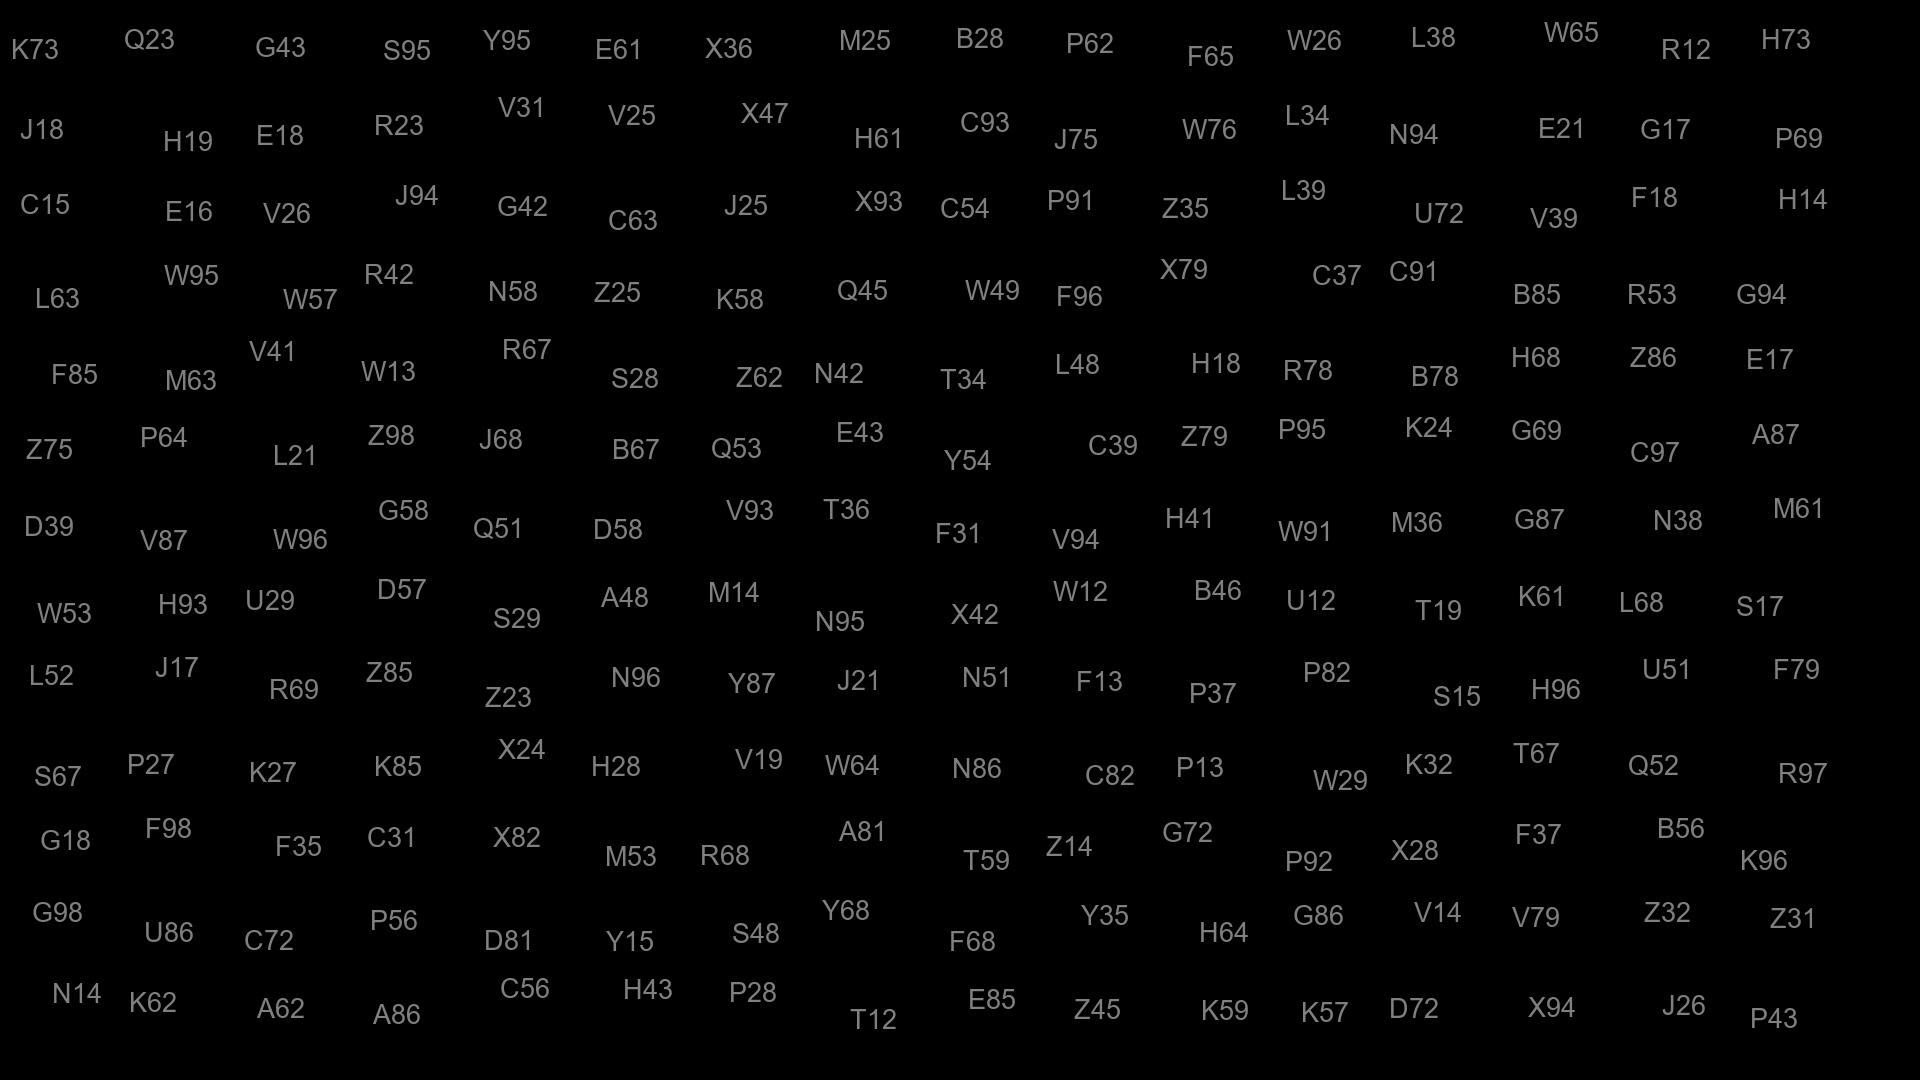 K73 Q23 G43 S95 Y95 E61 X36 M25 B28 P62 F65 W26 L38 W65 R12 H73
J18 H19 E18 R23 V31 V25 X47 H61 C93 J75 W76 L34 N94 E21 G17 P69
C15 E16 V26 J94 G42 C63 J25 X93 C54 P91 Z35 L39 U72 V39 F18 H14
L63 W95 W57 R42 N58 Z25 K58 Q45 W49 F96 X79 C37 C91 B85 R53 G94
F85 M63 V41 W13 R67 S28 Z62 N42 T34 L48 H18 R78 B78 H68 Z86 E17
Z75 P64 L21 Z98 J68 B67 Q53 E43 Y54 C39 Z79 P95 K24 G69 C97 A87
D39 V87 W96 G58 Q51 D58 V93 T36 F31 V94 H41 W91 M36 G87 N38 M61
W53 H93 U29 D57 S29 A48 M14 N95 X42 W12 B46 U12 T19 K61 L68 S17
L52 J17 R69 Z85 Z23 N96 Y87 J21 N51 F13 P37 P82 S15 H96 U51 F79
S67 P27 K27 K85 X24 H28 V19 W64 N86 C82 P13 W29 K32 T67 Q52 R97
G18 F98 F35 C31 X82 M53 R68 A81 T59 Z14 G72 P92 X28 F37 B56 K96
G98 U86 C72 P56 D81 Y15 S48 Y68 F68 Y35 H64 G86 V14 V79 Z32 Z31
N14 K62 A62 A86 C56 H43 P28 T12 E85 Z45 K59 K57 D72 X94 J26 P43